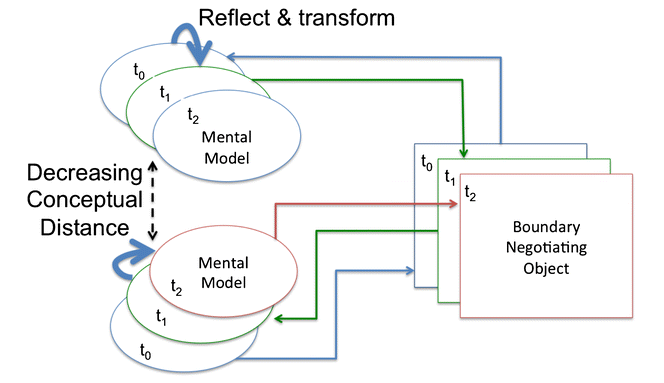 Reflect & transform
t0
t1
t2
Mental
Model
t0
t1
t2
Boundary
Negotiating
Object
Decreasing
Conceptual
Distance
Mental
Model
t2
t1
t0